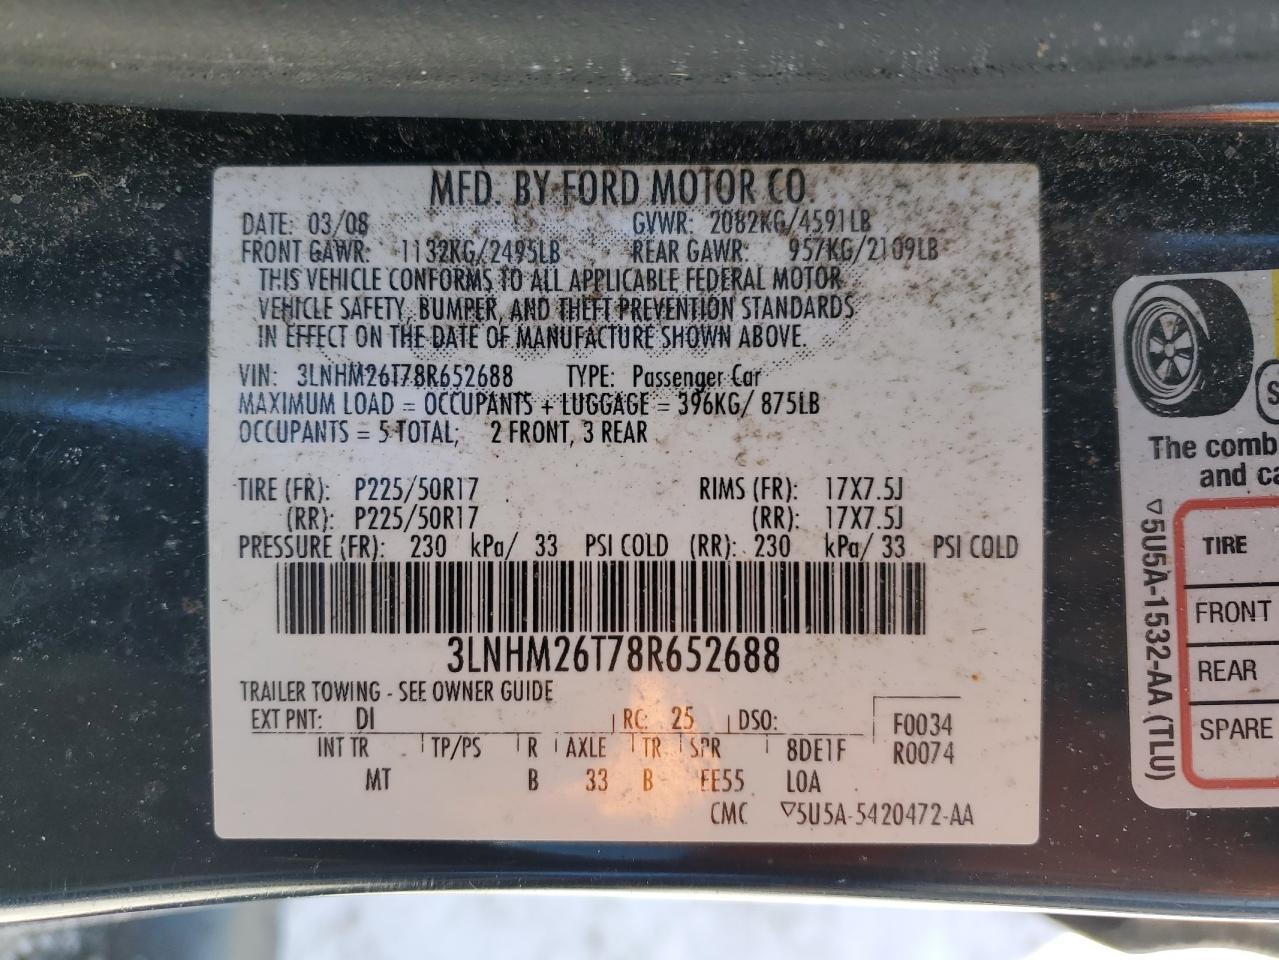 MFD. BY FORD MOTOR CO.
DATE: 03/08 GVWR: 2082KG/4591LB
FRONT GAWR: 1132KG/2495LB REAR GAWR: 957KG/2109LB
THIS VEHICLE CONFORMS TO ALL APPLICABLE FEDERAL MOTOR
VEHICLE SAFETY, BUMPER, AND THEFT PREVENTION STANDARDS
IN EFFECT ON THE DATE OF MANUFACTURE SHOWN ABOVE.
VIN: 3LNHM26T78R652688 TYPE: Passenger Car
MAXIMUM LOAD = OCCUPANTS + LUGGAGE = 396KG/ 875LB
OCCUPANTS = 5 TOTAL, 2 FRONT, 3 REAR
TIRE (FR): P225/50R17 RIMS (FR): 17X7.5J
(RR): P225/50R17 (RR): 17X7.5J
PRESSURE (FR): 230 kPa/ 33 PSI COLD (RR): 230 kPa/ 33 PSI COLD
3LNHM26T78R652688
TRAILER TOWING - SEE OWNER GUIDE
EXT PNT: DI RC: 25 DSO: F0034
INT TR TP/PS R AXLE TR SPR 8DE1F R0074
MT B 33 B EE55 LOA
CMC ▽5U5A-5420472-AA
The comb
and ca
TIRE
FRONT
REAR
SPARE
▽5U5A-1532-AA (TLU)